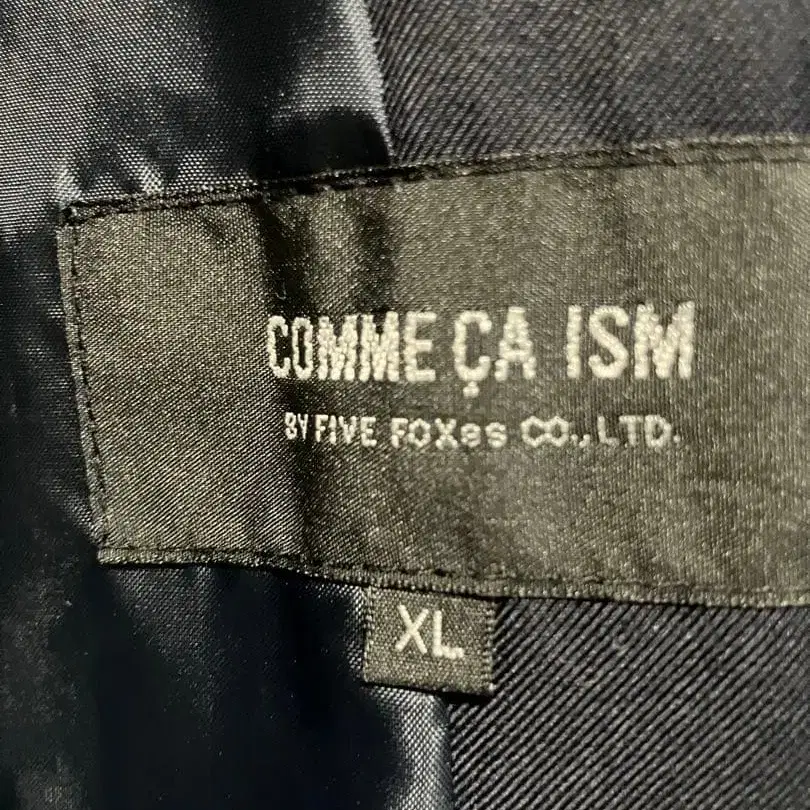 COMME ÇA ISM
BY FIVE FOXes CO., LTD.
XL